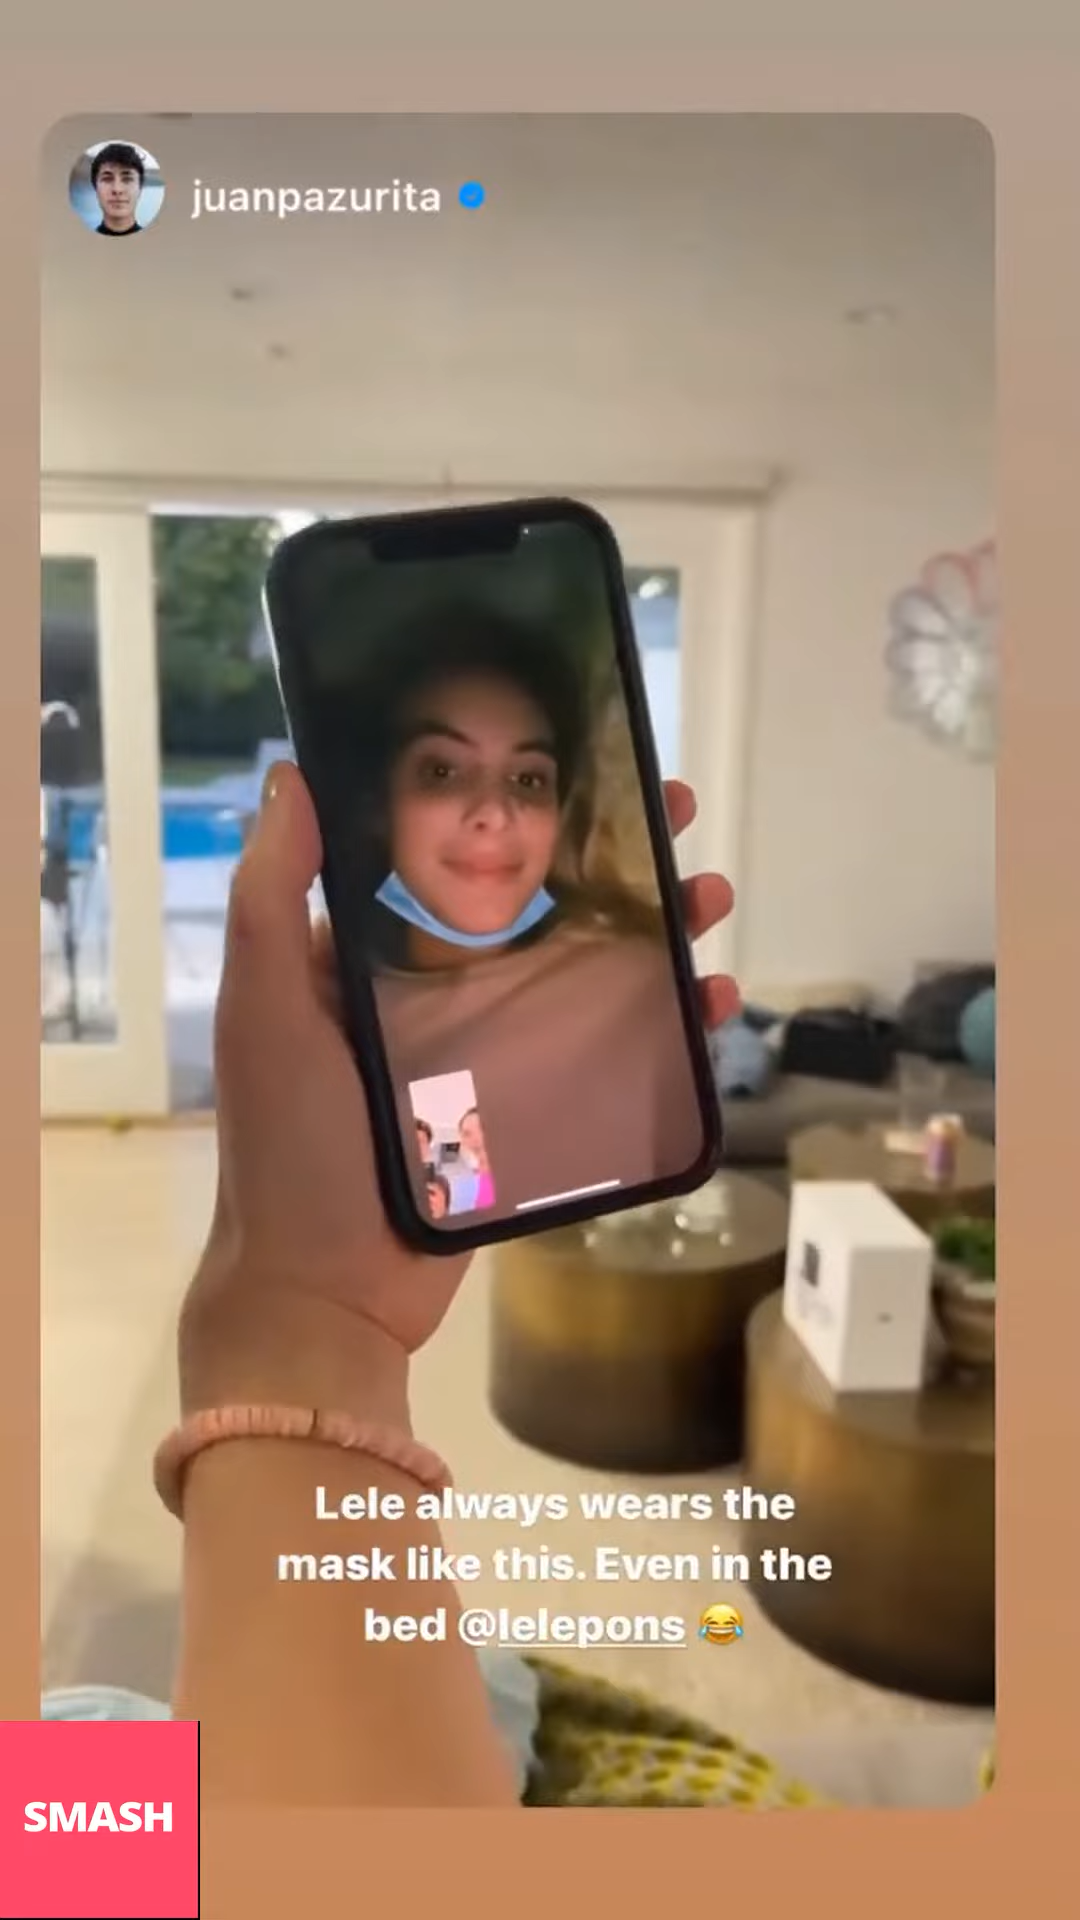 juanpazurita
Lele always wears the
mask like this. Even in the
bed @lelepons 😂
SMASH